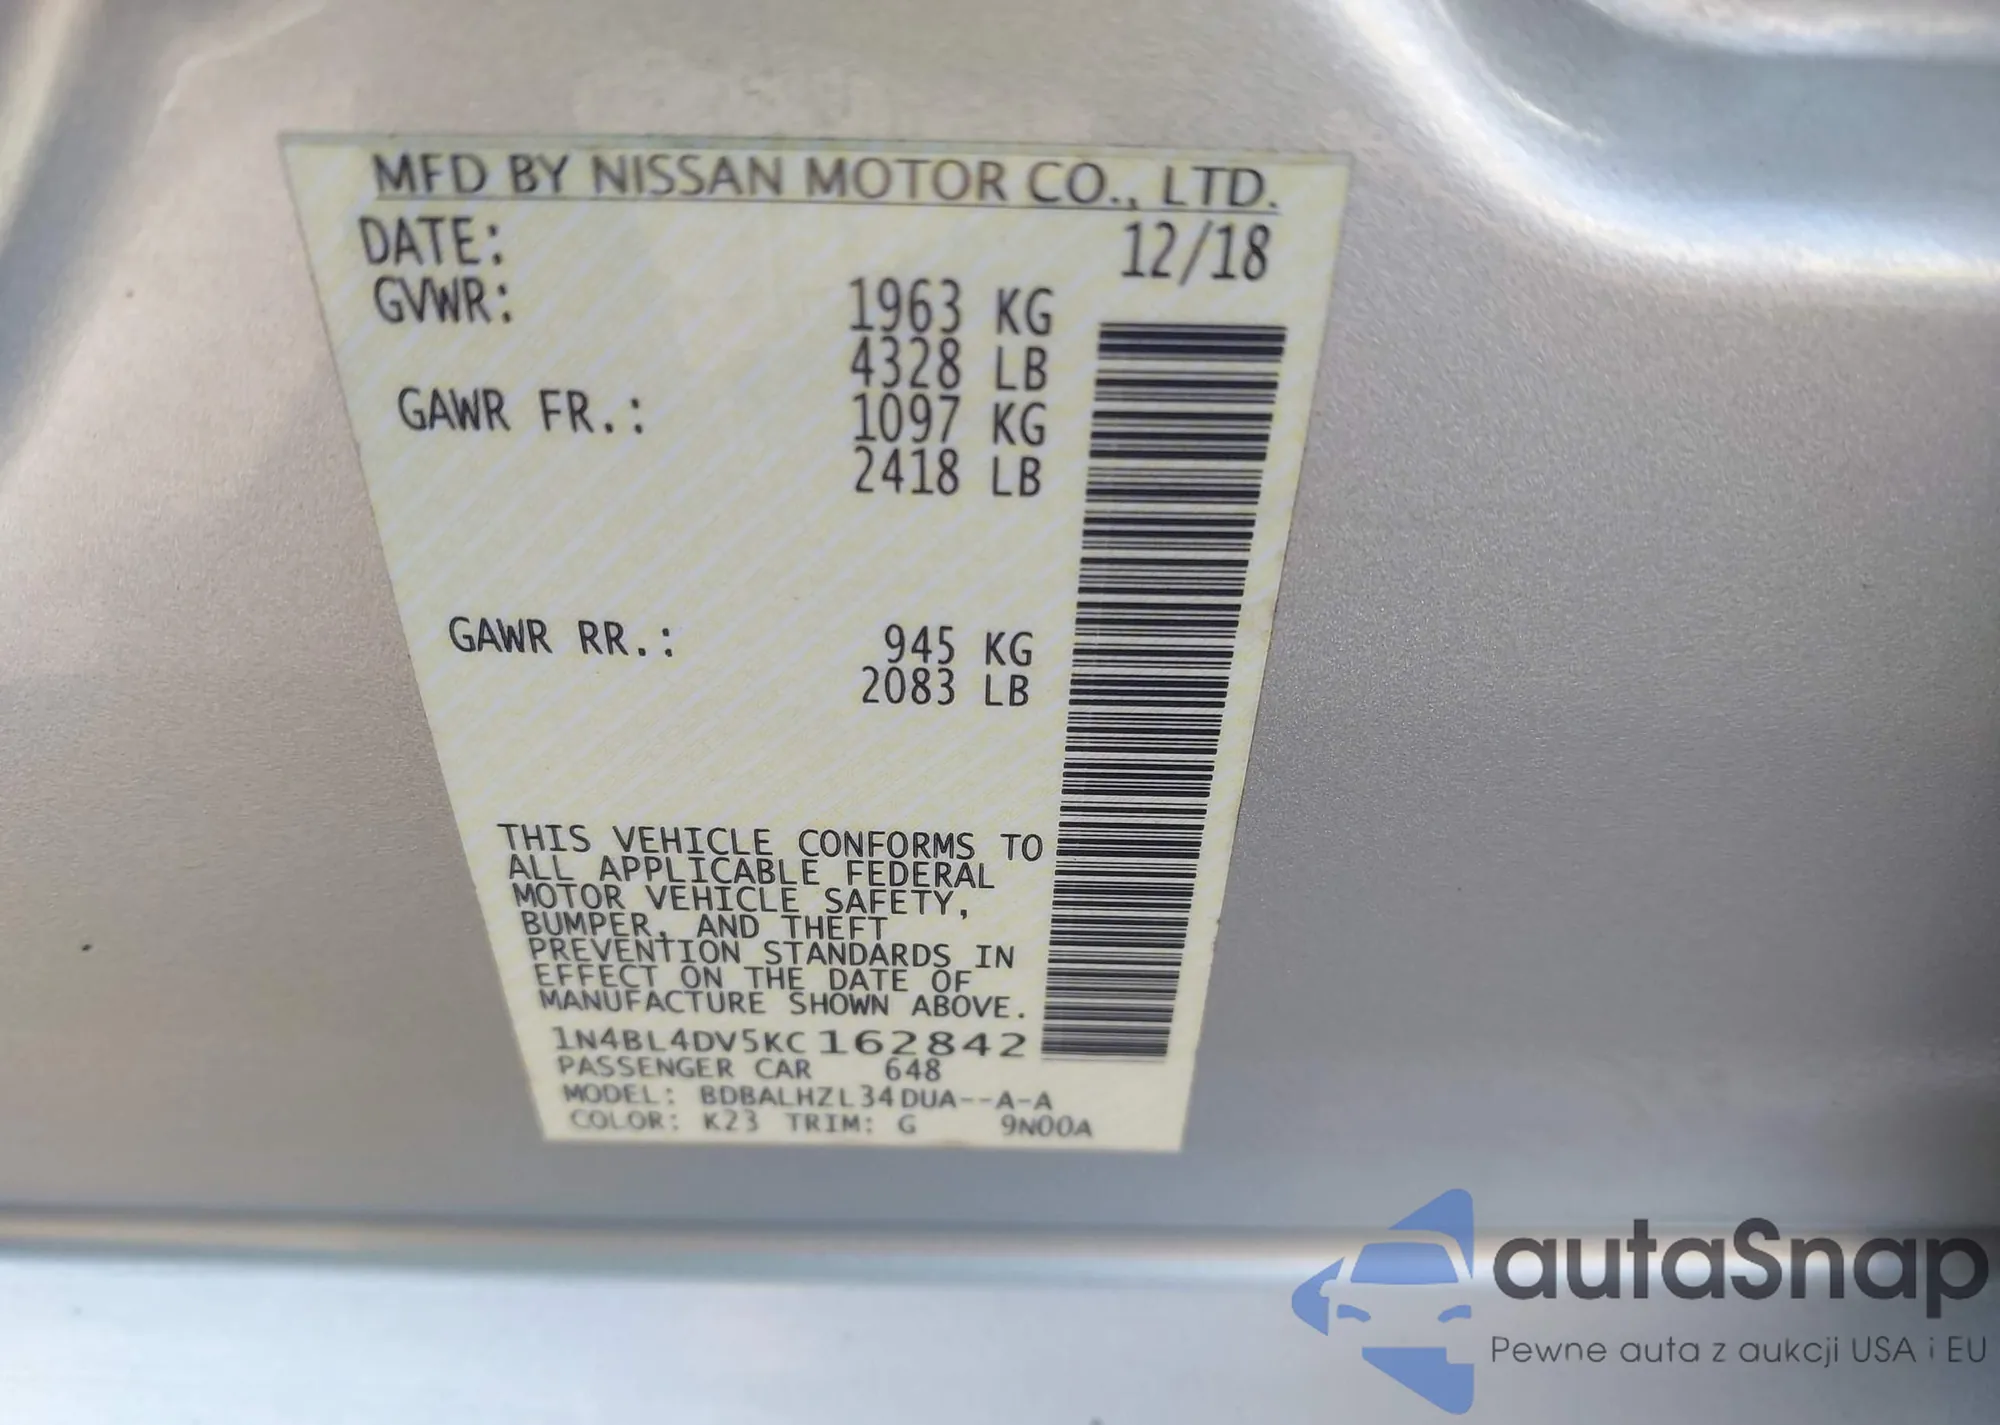 MFD BY NISSAN MOTOR CO., LTD.
DATE: 12/18
GVWR: 1963 KG
4328 LB
GAWR FR.: 1097 KG
2418 LB
GAWR RR.: 945 KG
2083 LB
THIS VEHICLE CONFORMS TO
ALL APPLICABLE FEDERAL
MOTOR VEHICLE SAFETY,
BUMPER, AND THEFT
PREVENTION STANDARDS IN
EFFECT ON THE DATE OF
MANUFACTURE SHOWN ABOVE.
1N4BL4DV5KC162842
PASSENGER CAR 648
MODEL: BDBALHZL34DUA--A-A
COLOR: K23 TRIM: G 9N00A
autaSnap
Pewne auta z aukcji USA i EU